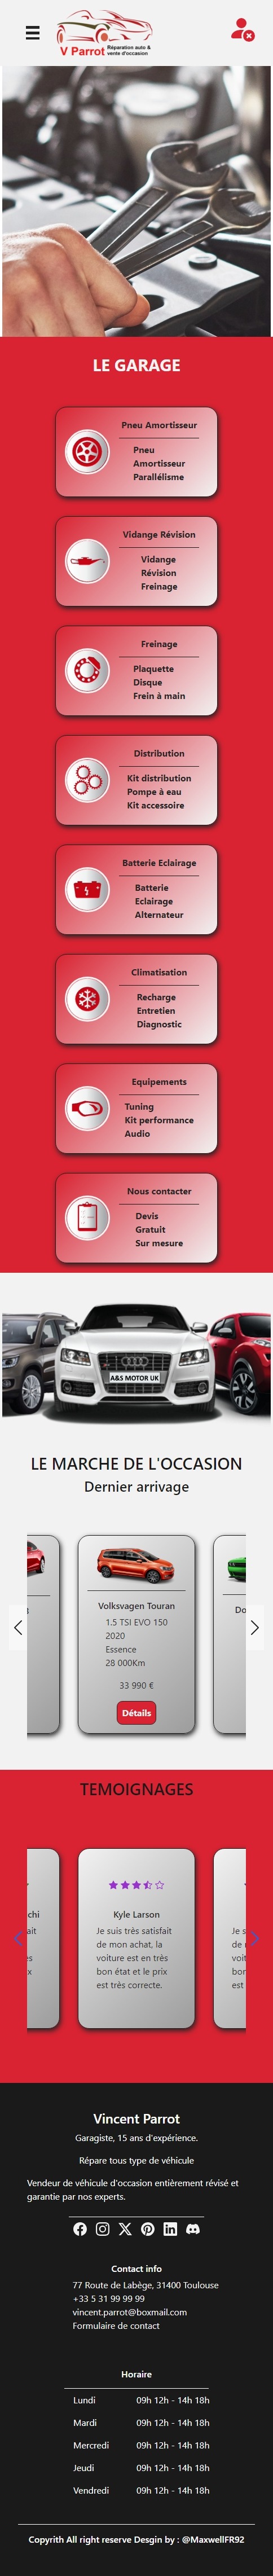 V Parrot
Réparation auto &
vente d'occasion
LE GARAGE
Pneu Amortisseur
Pneu
Amortisseur
Parallélisme
Vidange Révision
Vidange
Révision
Freinage
Freinage
Plaquette
Disque
Frein à main
Distribution
Kit distribution
Pompe à eau
Kit accessoire
Batterie Eclairage
Batterie
Eclairage
Alternateur
Climatisation
Recharge
Entretien
Diagnostic
Equipements
Tuning
Kit performance
Audio
Nous contacter
Devis
Gratuit
Sur mesure
A&S MOTOR UK
LE MARCHE DE L'OCCASION
Dernier arrivage
Volksvagen Touran
Do
1.5 TSI EVO 150
2020
Essence
28 000Km
33 990 €
Détails
TEMOIGNAGES
chi
Kyle Larson
ait
Je suis très satisfait
de mon achat, la
voiture est en très
bon état et le prix
est très correcte.
Je s
de
voit
bor
est
Vincent Parrot
Garagiste, 15 ans d'expérience.
Répare tous type de véhicule
Vendeur de véhicule d'occasion entièrement révisé et
garantie par nos experts.
Contact info
77 Route de Labège, 31400 Toulouse
+33 5 31 99 99 99
vincent.parrot@boxmail.com
Formulaire de contact
Horaire
Lundi 09h 12h - 14h 18h
Mardi 09h 12h - 14h 18h
Mercredi 09h 12h - 14h 18h
Jeudi 09h 12h - 14h 18h
Vendredi 09h 12h - 14h 18h
Copyrith All right reserve Desgin by : @MaxwellFR92